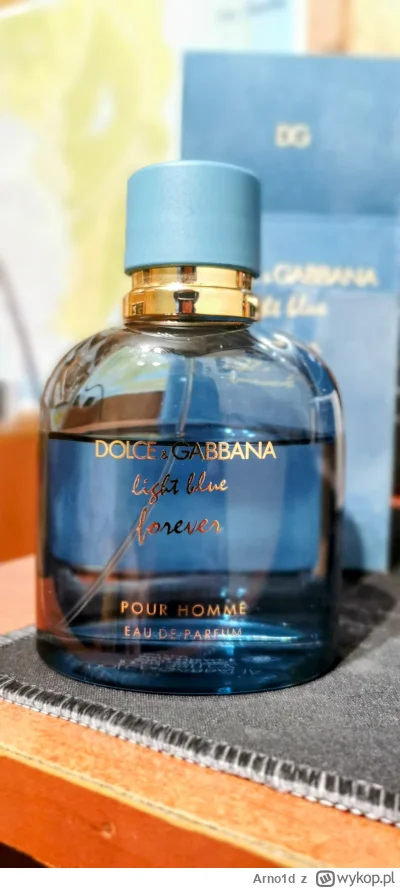 DG
& GABBANA
light blue
DOLCE & GABBANA
light blue
forever
POUR HOMME
EAU DE PARFUM
Arno1d z wykop.pl